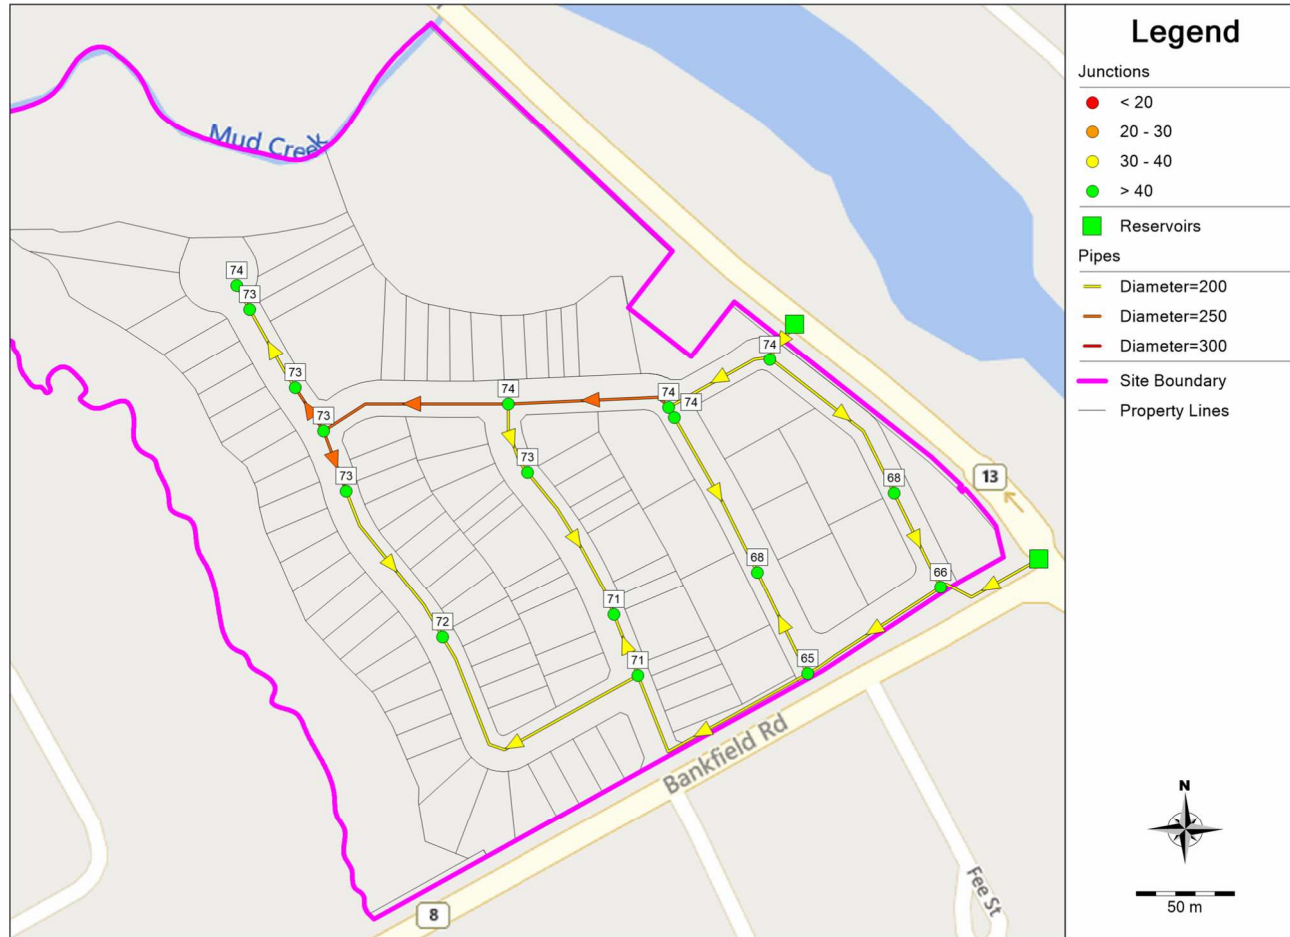 Mud Creek
74
73
73
73
73
74
73
74
74
74
68
13
66
68
71
72
71
65
Bankfield Rd
Fee St
8
Legend
Junctions
< 20
20 - 30
30 - 40
> 40
Reservoirs
Pipes
Diameter=200
Diameter=250
Diameter=300
Site Boundary
Property Lines
N
50 m